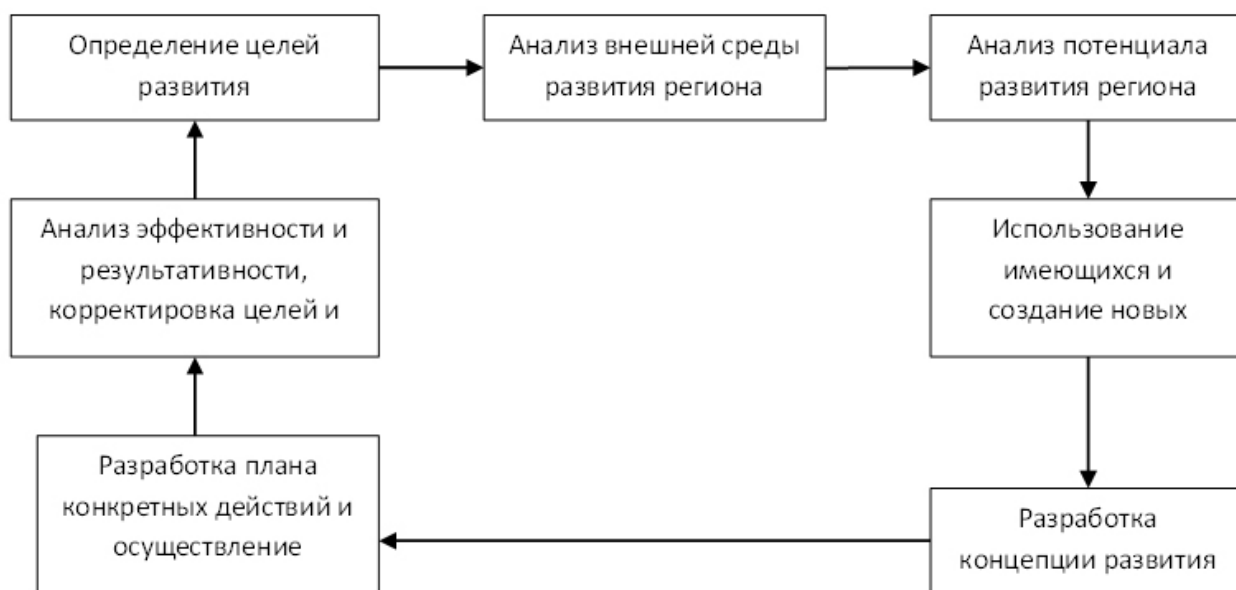 Определение целей
развития
Анализ внешней среды
развития региона
Анализ потенциала
развития региона
Использование
имеющихся и
создание новых
Разработка
концепции развития
Разработка плана
конкретных действий и
осуществление
Анализ эффективности и
результативности,
корректировка целей и